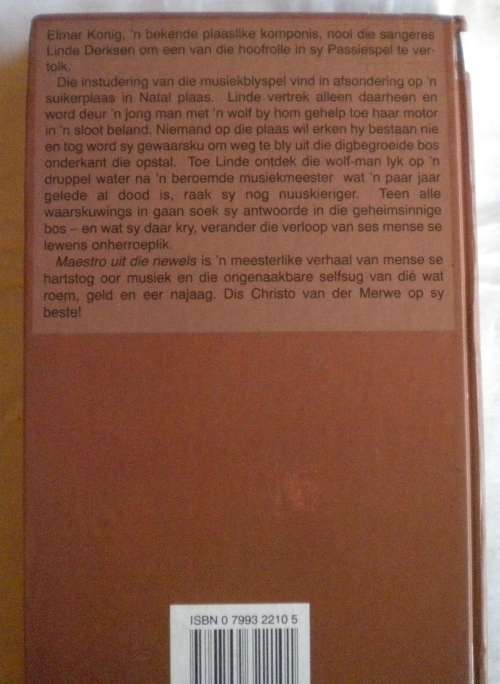 Elmar Konig, 'n bekende plaaslike komponis, nooi die sangeres
Linde Derksen om een van die hoofrolle in sy Passiespel te ver-
tolk.
Die instudering van die musiekblyspel vind in afsondering op 'n
suikerplaas in Natal plaas. Linde vertrek alleen daarheen en
word deur 'n jong man met 'n wolf by hom gehelp toe haar motor
in 'n sloot beland. Niemand op die plaas wil erken hy bestaan nie
en tog word sy gewaarsku om weg te bly uit die digbegroeide bos
onderkant die opstal. Toe Linde ontdek die wolf-man lyk op 'n
druppel water na 'n beroemde musiekmeester wat 'n paar jaar
gelede al dood is, raak sy nog nuuskieriger. Teen alle
waarskuwings in gaan soek sy antwoorde in die geheimsinnige
bos – en wat sy daar kry, verander die verloop van ses mense se
lewens onherroeplik.
Maestro uit die newels is 'n meesterlike verhaal van mense se
hartstog oor musiek en die ongenaakbare selfsug van dié wat
roem, geld en eer najaag. Dis Christo van der Merwe op sy
beste!
ISBN 0 7993 2210 5